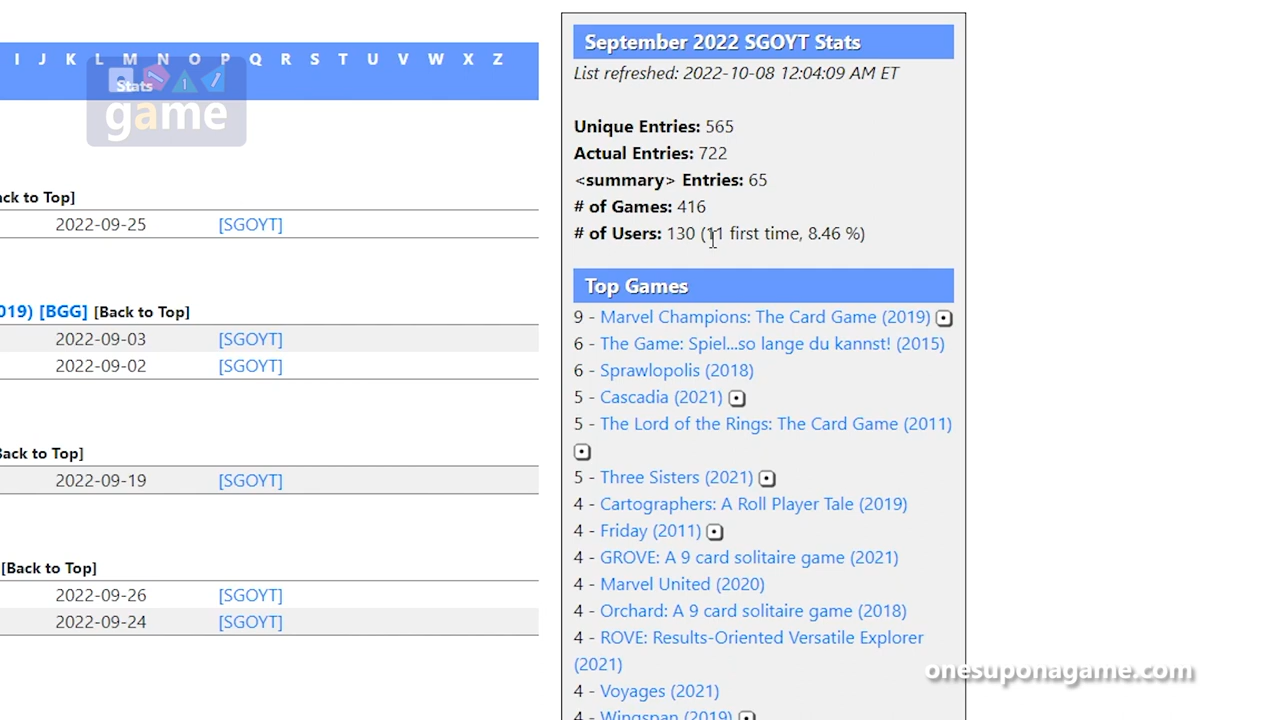 I J K L M N O P Q R S T U V W X Z
Stats
game
ack to Top]
2022-09-25 [SGOYT]
019) [BGG] [Back to Top]
2022-09-03 [SGOYT]
2022-09-02 [SGOYT]
Back to Top]
2022-09-19 [SGOYT]
[Back to Top]
2022-09-26 [SGOYT]
2022-09-24 [SGOYT]
September 2022 SGOYT Stats
List refreshed: 2022-10-08 12:04:09 AM ET
Unique Entries: 565
Actual Entries: 722
<summary> Entries: 65
# of Games: 416
# of Users: 130 (11 first time, 8.46 %)
Top Games
9 - Marvel Champions: The Card Game (2019)
6 - The Game: Spiel...so lange du kannst! (2015)
6 - Sprawlopolis (2018)
5 - Cascadia (2021)
5 - The Lord of the Rings: The Card Game (2011)
5 - Three Sisters (2021)
4 - Cartographers: A Roll Player Tale (2019)
4 - Friday (2011)
4 - GROVE: A 9 card solitaire game (2021)
4 - Marvel United (2020)
4 - Orchard: A 9 card solitaire game (2018)
4 - ROVE: Results-Oriented Versatile Explorer
(2021)
4 - Voyages (2021)
4 - Wingspan (2019)
onesuponagame.com